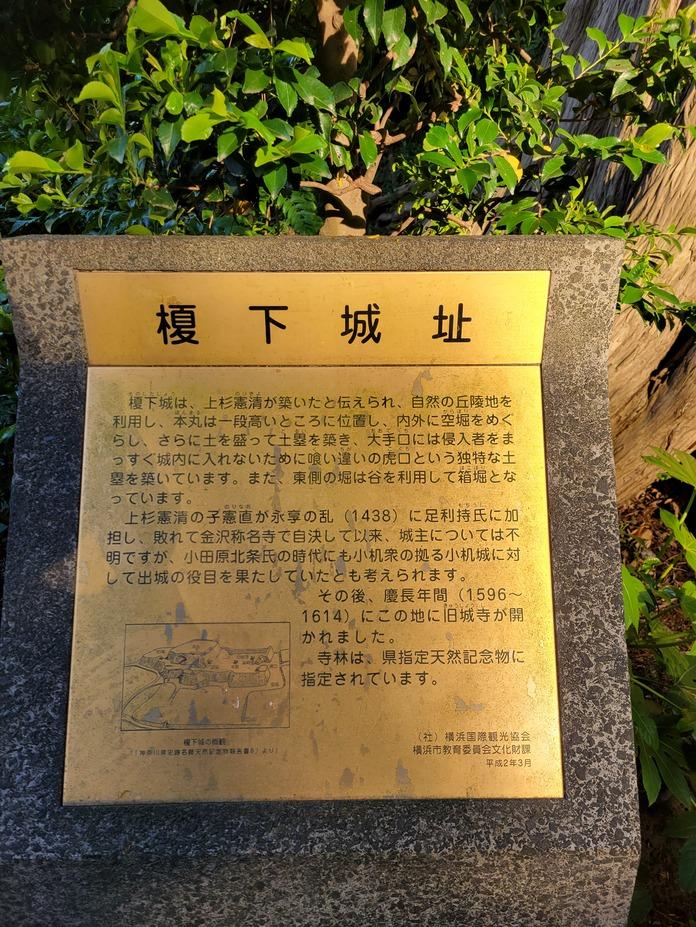 榎下城址
榎下城は、上杉憲清が築いたと伝えられ、自然の丘陵地を
利用し、本丸は一段高いところに位置し、内外に空堀をめぐ
らし、さらに土を盛って土塁を築き、大手口には侵入者をま
っすぐ城内に入れないために喰い違いの虎口という独特な土
塁を築いています。また、東側の堀は谷を利用して箱堀とな
っています。
上杉憲清の子憲直が永享の乱（1438）に足利持氏に加
担し、敗れて金沢称名寺で自決して以来、城主については不
明ですが、小田原北条氏の時代にも小机衆の拠る小机城に対
して出城の役目を果たしていたとも考えられます。
その後、慶長年間（1596～
1614）にこの地に旧城寺が開
かれました。
寺林は、県指定天然記念物に
指定されています。
榎下城の概観
（社）横浜国際観光協会
横浜市教育委員会文化財課
平成2年3月